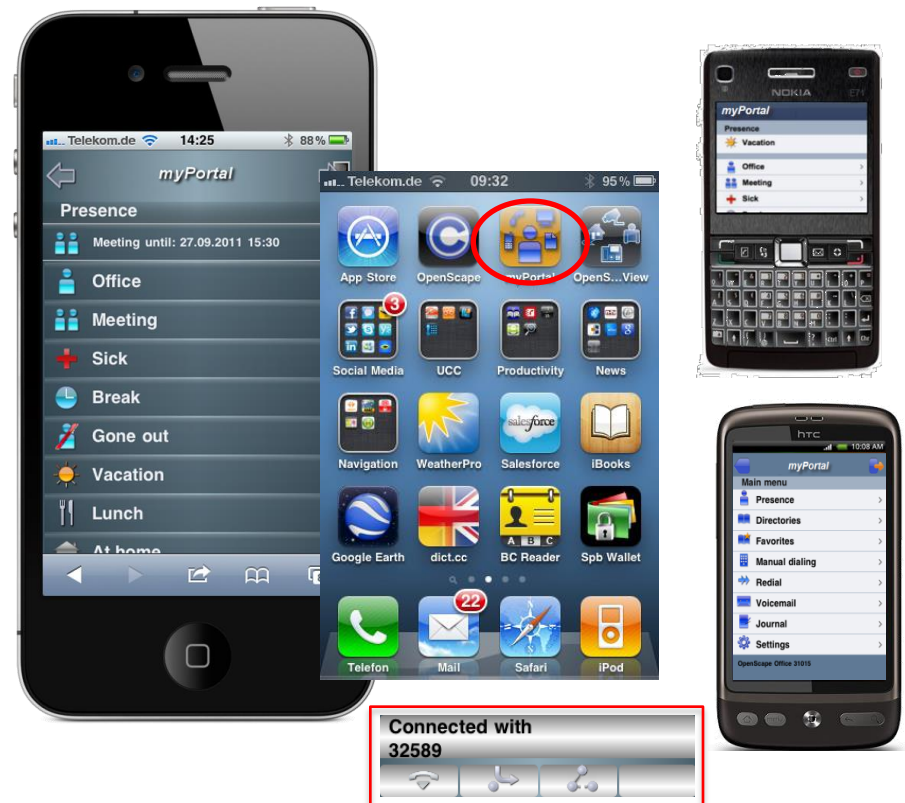 Telekom.de 14:25 88%
myPortal
Presence
Meeting until: 27.09.2011 15:30
Office
Meeting
Sick
Break
Gone out
Vacation
Lunch
At home
Telekom.de 09:32 95%
App Store OpenScape myPortal OpenS...View
3
Social Media UCC Productivity News
salesforce
Navigation WeatherPro Salesforce iBooks
A B C
Google Earth dict.cc BC Reader Spb Wallet
22
Telefon Mail Safari iPod
NOKIA E71
myPortal
Presence
Vacation
Office
Meeting
Sick
hTC
10:08 AM
myPortal
Main menu
Presence
Directories
Favorites
Manual dialing
Redial
Voicemail
Journal
Settings
OpenScape Office 31015
Connected with
32589